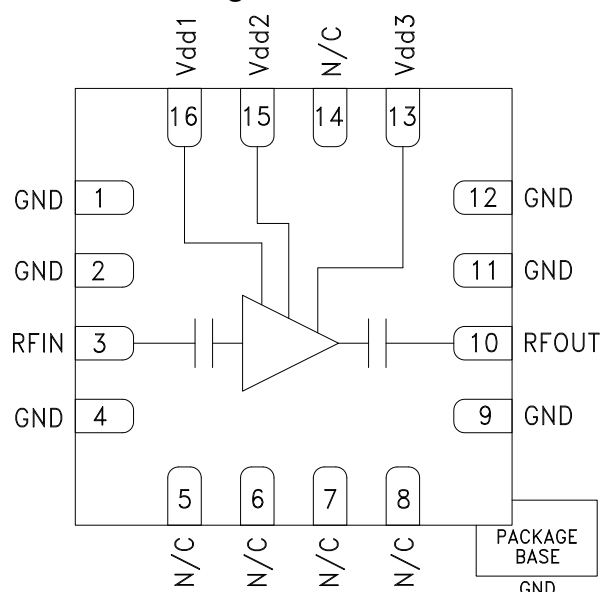 Vdd1
Vdd2
N/C
Vdd3
16
15
14
13
GND 1
12 GND
GND 2
11 GND
RFIN 3
10 RFOUT
GND 4
9 GND
5
6
7
8
N/C
N/C
N/C
N/C
PACKAGE
BASE
GND